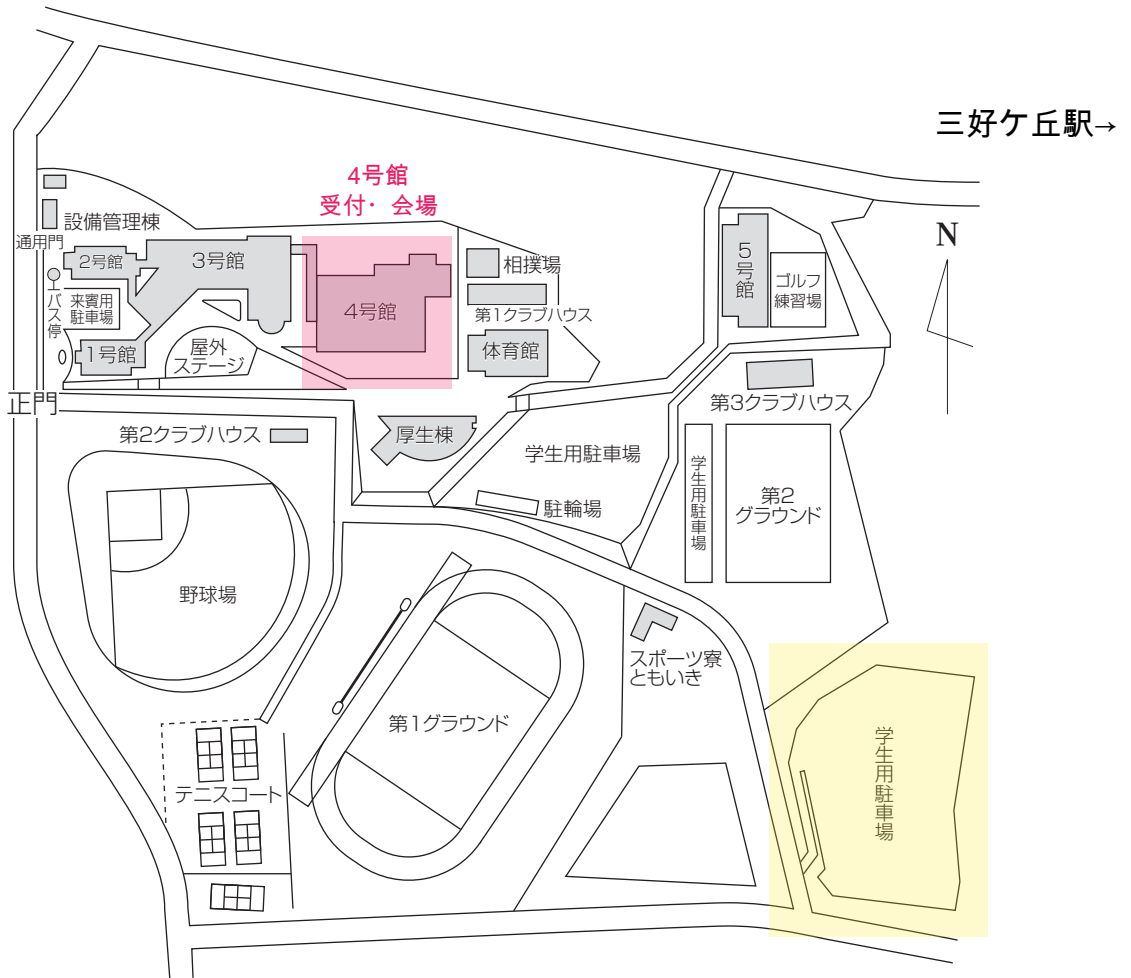 三好ケ丘駅→
4号館
受付・会場
N
設備管理棟
通用門
2号館
3号館
4号館
相撲場
第1クラブハウス
体育館
5号館
ゴルフ
練習場
バス停
来賓用
駐車場
1号館
屋外
ステージ
正門
第2クラブハウス
厚生棟
学生用駐車場
駐輪場
第3クラブハウス
学生用駐車場
第2
グラウンド
野球場
スポーツ寮
ともいき
第1グラウンド
テニスコート
学生用駐車場